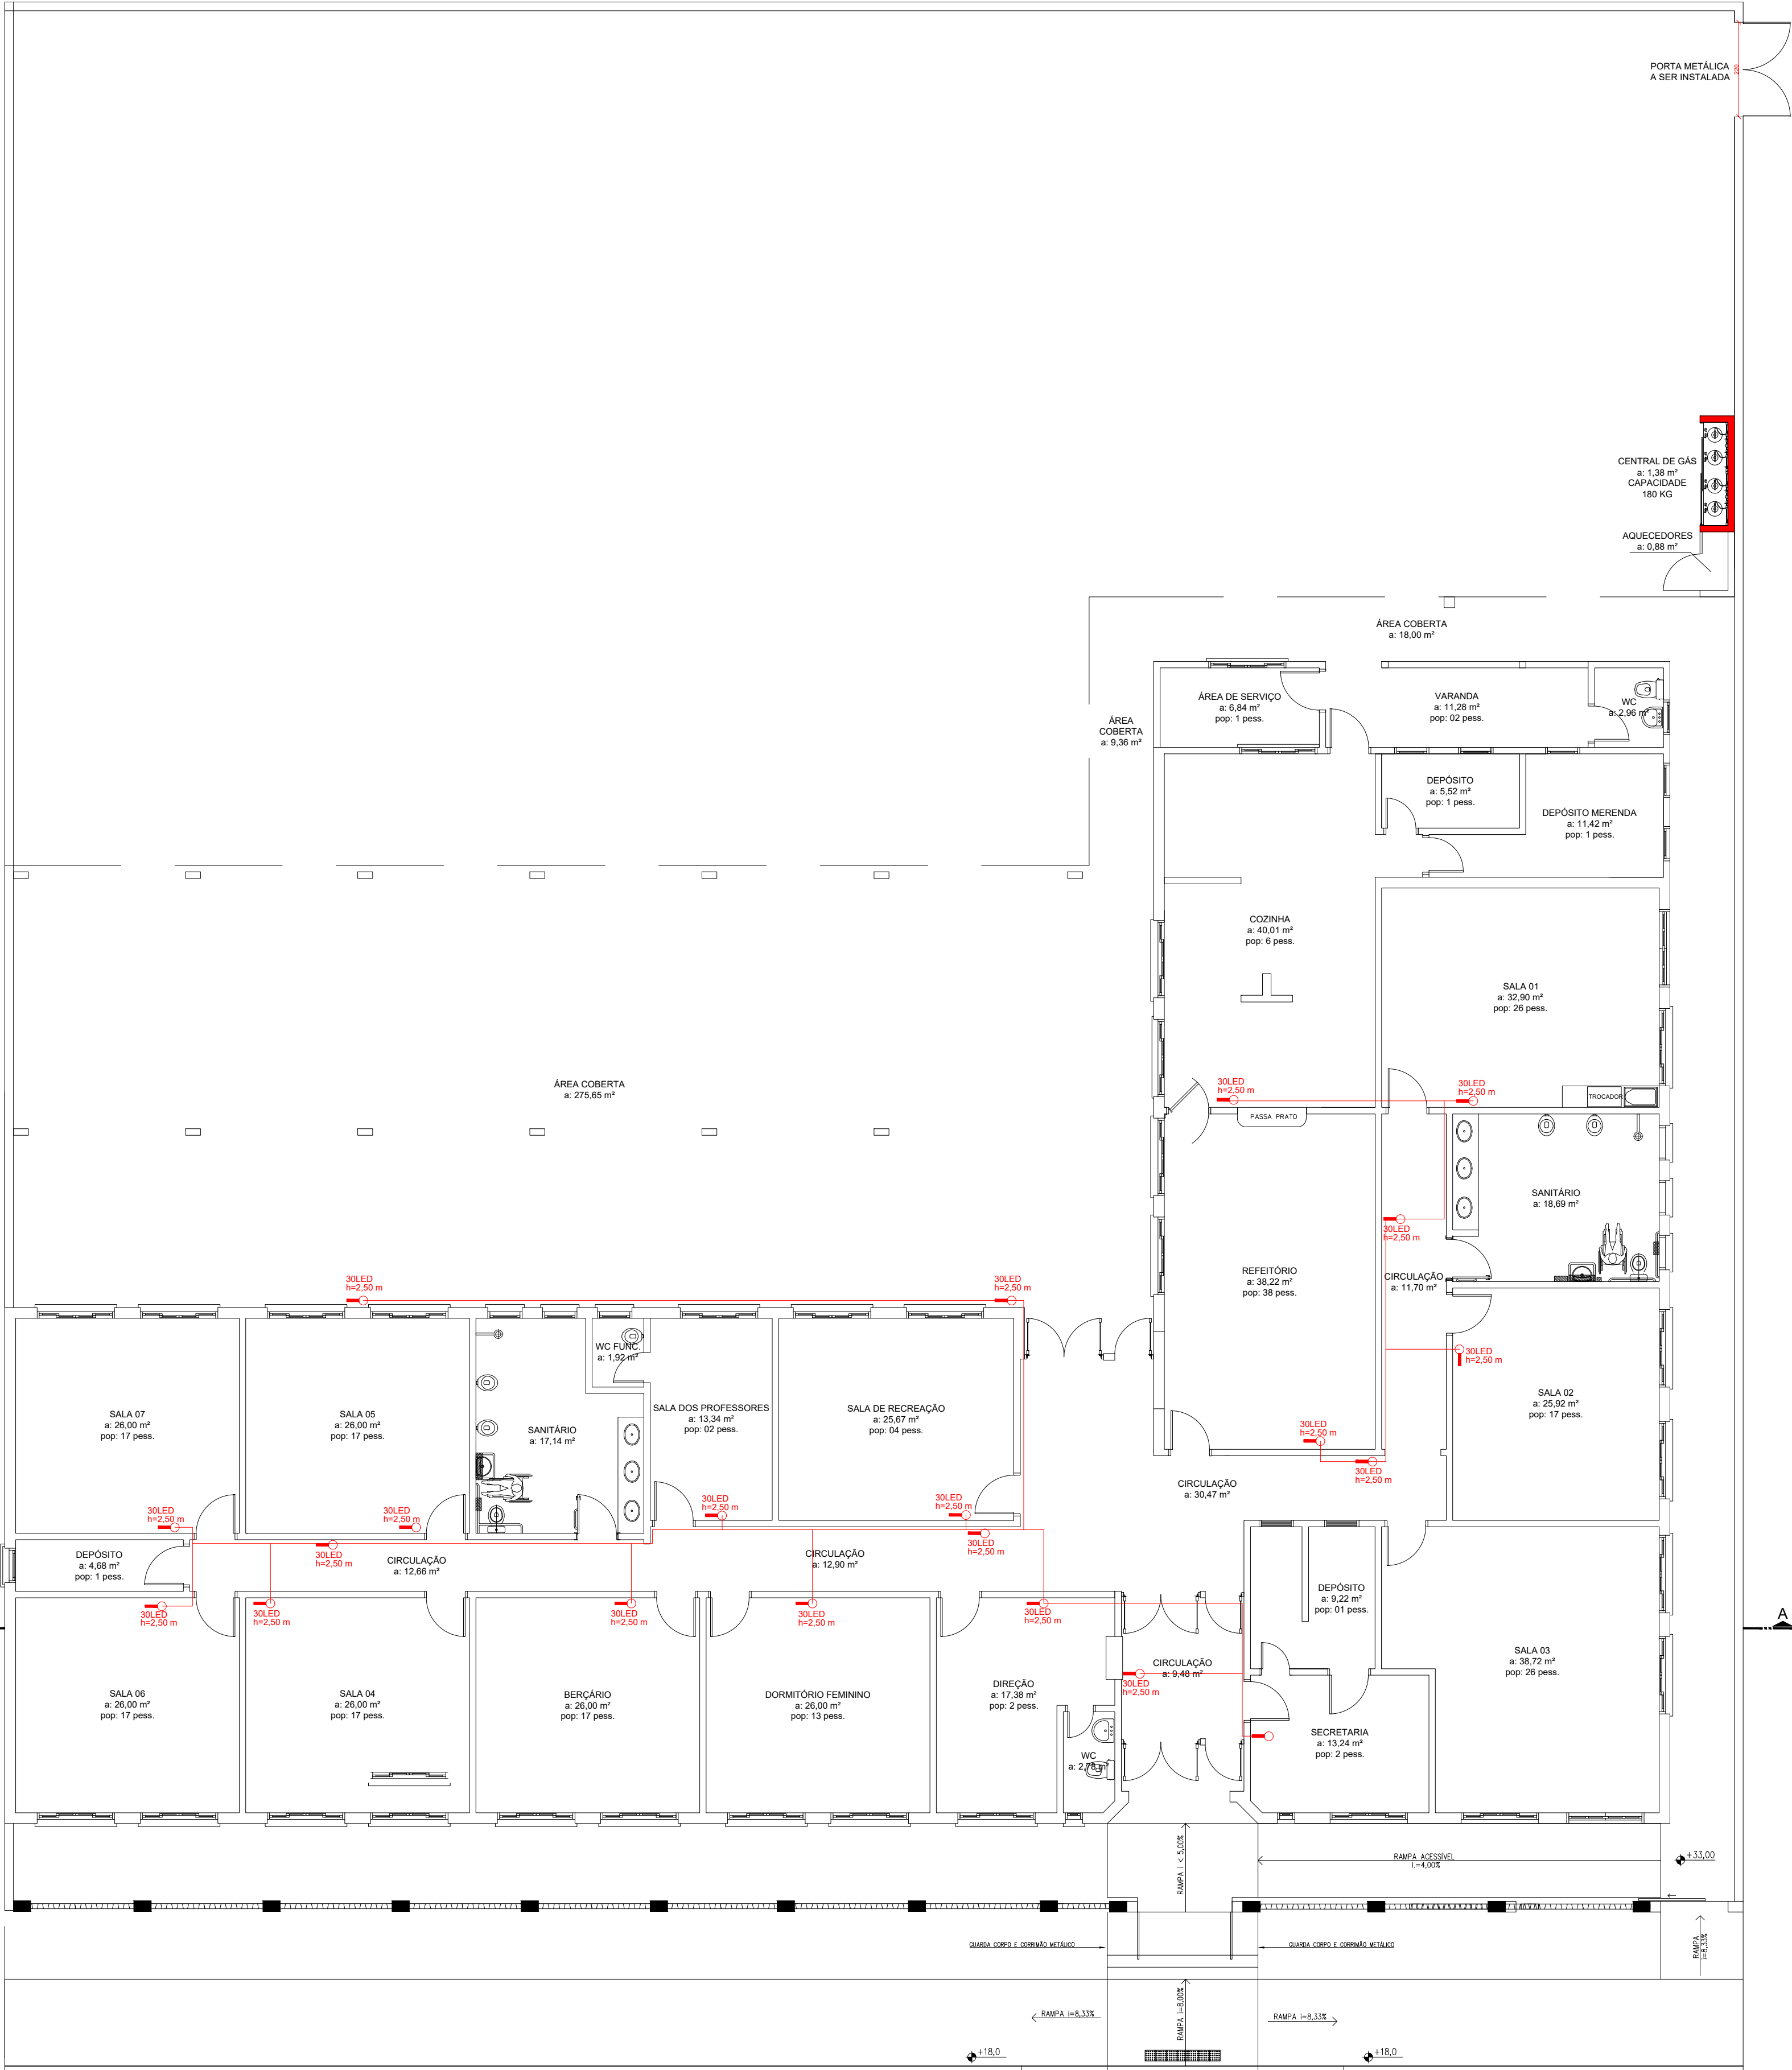 PORTA METÁLICA
A SER INSTALADA
220
CENTRAL DE GÁS
a: 1,38 m²
CAPACIDADE
180 KG
AQUECEDORES
a: 0,88 m²
ÁREA COBERTA
a: 18,00 m²
ÁREA DE SERVIÇO
a: 6,84 m²
pop: 1 pess.
VARANDA
a: 11,28 m²
pop: 02 pess.
WC
a: 2,96 m²
ÁREA
COBERTA
a: 9,36 m²
DEPÓSITO
a: 5,52 m²
pop: 1 pess.
DEPÓSITO MERENDA
a: 11,42 m²
pop: 1 pess.
COZINHA
a: 40,01 m²
pop: 6 pess.
SALA 01
a: 32,90 m²
pop: 26 pess.
ÁREA COBERTA
a: 275,65 m²
30LED
h=2,50 m
30LED
h=2,50 m
TROCADOR
PASSA PRATO
SANITÁRIO
a: 18,69 m²
30LED
h=2,50 m
REFEITÓRIO
a: 38,22 m²
pop: 38 pess.
CIRCULAÇÃO
a: 11,70 m²
30LED
h=2,50 m
30LED
h=2,50 m
WC FUNC.
a: 1,92 m²
30LED
h=2,50 m
SALA 02
a: 25,92 m²
pop: 17 pess.
SALA 07
a: 26,00 m²
pop: 17 pess.
SALA 05
a: 26,00 m²
pop: 17 pess.
SANITÁRIO
a: 17,14 m²
SALA DOS PROFESSORES
a: 13,34 m²
pop: 02 pess.
SALA DE RECREAÇÃO
a: 25,67 m²
pop: 04 pess.
30LED
h=2,50 m
30LED
h=2,50 m
CIRCULAÇÃO
a: 30,47 m²
30LED
h=2,50 m
30LED
h=2,50 m
30LED
h=2,50 m
30LED
h=2,50 m
30LED
h=2,50 m
30LED
h=2,50 m
DEPÓSITO
a: 4,68 m²
pop: 1 pess.
CIRCULAÇÃO
a: 12,66 m²
CIRCULAÇÃO
a: 12,90 m²
DEPÓSITO
a: 9,22 m²
pop: 01 pess.
30LED
h=2,50 m
30LED
h=2,50 m
30LED
h=2,50 m
30LED
h=2,50 m
30LED
h=2,50 m
A
SALA 06
a: 26,00 m²
pop: 17 pess.
SALA 04
a: 26,00 m²
pop: 17 pess.
BERÇÁRIO
a: 26,00 m²
pop: 17 pess.
DORMITÓRIO FEMININO
a: 26,00 m²
pop: 13 pess.
DIREÇÃO
a: 17,38 m²
pop: 2 pess.
CIRCULAÇÃO
a: 9,48 m²
30LED
h=2,50 m
SALA 03
a: 38,72 m²
pop: 26 pess.
SECRETARIA
a: 13,24 m²
pop: 2 pess.
WC
a: 2,78 m²
RAMPA i < 5,00%
RAMPA ACESSÍVEL
I.=4,00%
+33,00
GUARDA CORPO E CORRIMÃO METÁLICO
GUARDA CORPO E CORRIMÃO METÁLICO
RAMPA
i=8,33%
RAMPA i=8,33%
RAMPA i=8,00%
RAMPA i=8,33%
+18,0
+18,0